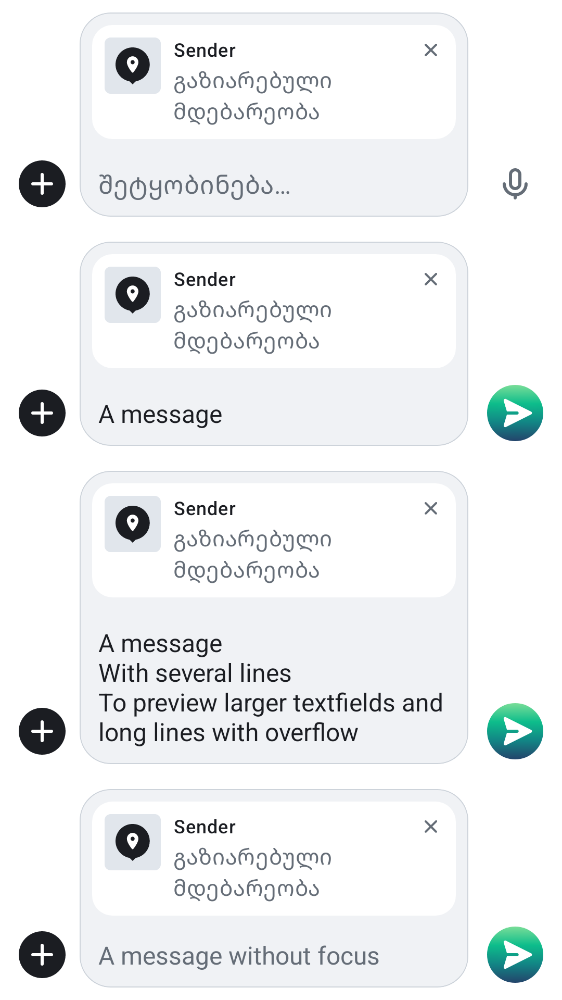 Sender
გაზიარებული
მდებარეობა
შეტყობინება...
Sender
გაზიარებული
მდებარეობა
A message
Sender
გაზიარებული
მდებარეობა
A message
With several lines
To preview larger textfields and
long lines with overflow
Sender
გაზიარებული
მდებარეობა
A message without focus